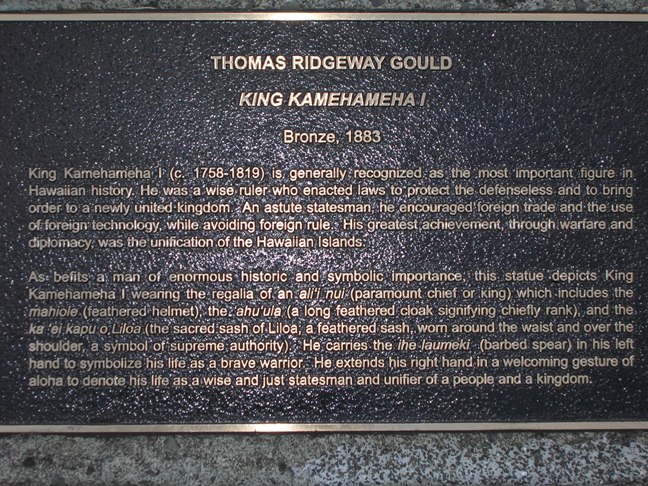 THOMAS RIDGEWAY GOULD
KING KAMEHAMEHA I
Bronze, 1883
King Kamehameha I (c. 1758-1819) is generally recognized as the most important figure in
Hawaiian history. He was a wise ruler who enacted laws to protect the defenseless and to bring
order to a newly united kingdom. An astute statesman, he encouraged foreign trade and the use
of foreign technology, while avoiding foreign rule. His greatest achievement, through warfare and
diplomacy, was the unification of the Hawaiian Islands.
As befits a man of enormous historic and symbolic importance, this statue depicts King
Kamehameha I wearing the regalia of an ali'i nui (paramount chief or king) which includes the
mahiole (feathered helmet), the 'ahu'ula (a long feathered cloak signifying chiefly rank), and the
ka 'ei kapu o Liloa (the sacred sash of Liloa, a feathered sash, worn around the waist and over the
shoulder, a symbol of supreme authority). He carries the ihe laumeki (barbed spear) in his left
hand to symbolize his life as a brave warrior. He extends his right hand in a welcoming gesture of
aloha to denote his life as a wise and just statesman and unifier of a people and a kingdom.